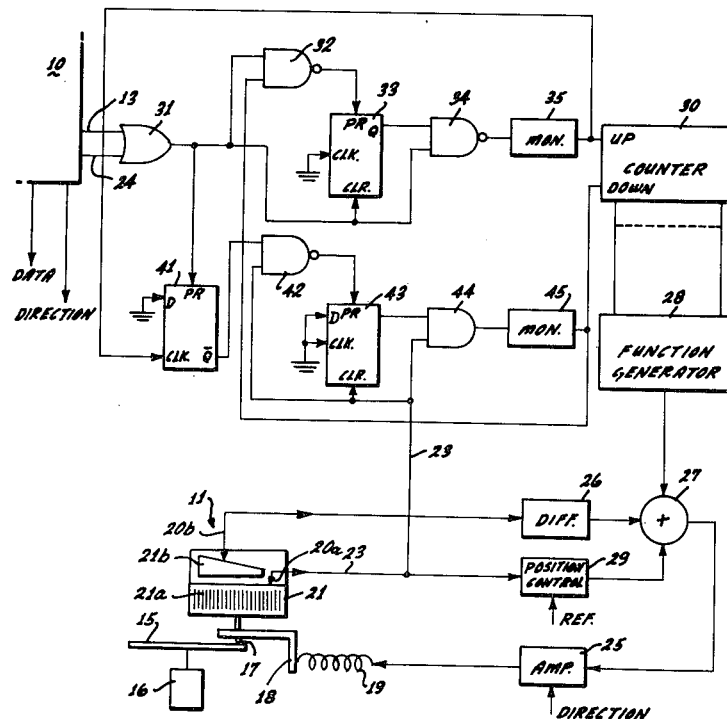 10
13
24
31
32
33
PR
Q
CLK.
CLR.
34
35
MON.
30
UP
COUNTER
DOWN
DATA
DIRECTION
41
PR
D
CLK
Q̄
42
43
D
PR
CLK.
CLR.
44
45
MON.
28
FUNCTION
GENERATOR
23
11
20b
21b
20a
23
21a
21
26
DIFF.
27
+
29
POSITION
CONTROL
REF.
15
16
17
18
19
25
AMP.
DIRECTION